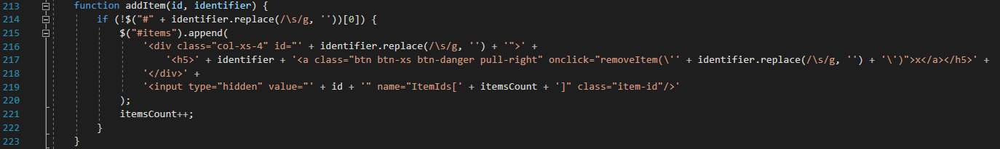 213 function addItem(id, identifier) {
214 if (!$("#" + identifier.replace(/\s/g, ''))[0]) {
215 $("#items").append(
216 '<div class="col-xs-4" id="' + identifier.replace(/\s/g, '') + '">' +
217 '<h5>' + identifier + '<a class="btn btn-xs btn-danger pull-right" onclick="removeItem(\'' + identifier.replace(/\s/g, '') + '\')">x</a></h5>' +
218 '</div>' +
219 '<input type="hidden" value="' + id + '" name="ItemIds[' + itemsCount + ']" class="item-id"/>'
220 );
221 itemsCount++;
222 }
223 }